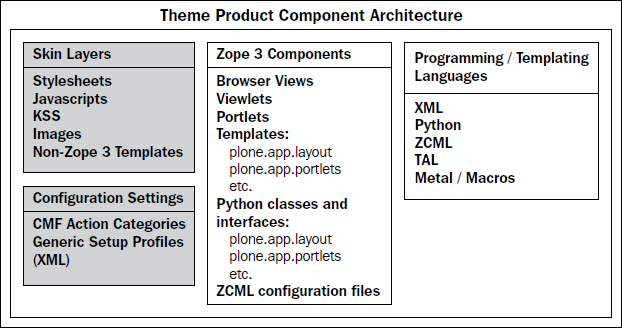 Theme Product Component Architecture
Skin Layers
Stylesheets
Javascripts
KSS
Images
Non-Zope 3 Templates
Configuration Settings
CMF Action Categories
Generic Setup Profiles
(XML)
Zope 3 Components
Browser Views
Viewlets
Portlets
Templates:
plone.app.layout
plone.app.portlets
etc.
Python classes and
interfaces:
plone.app.layout
plone.app.portlets
etc.
ZCML configuration files
Programming / Templating
Languages
XML
Python
ZCML
TAL
Metal / Macros